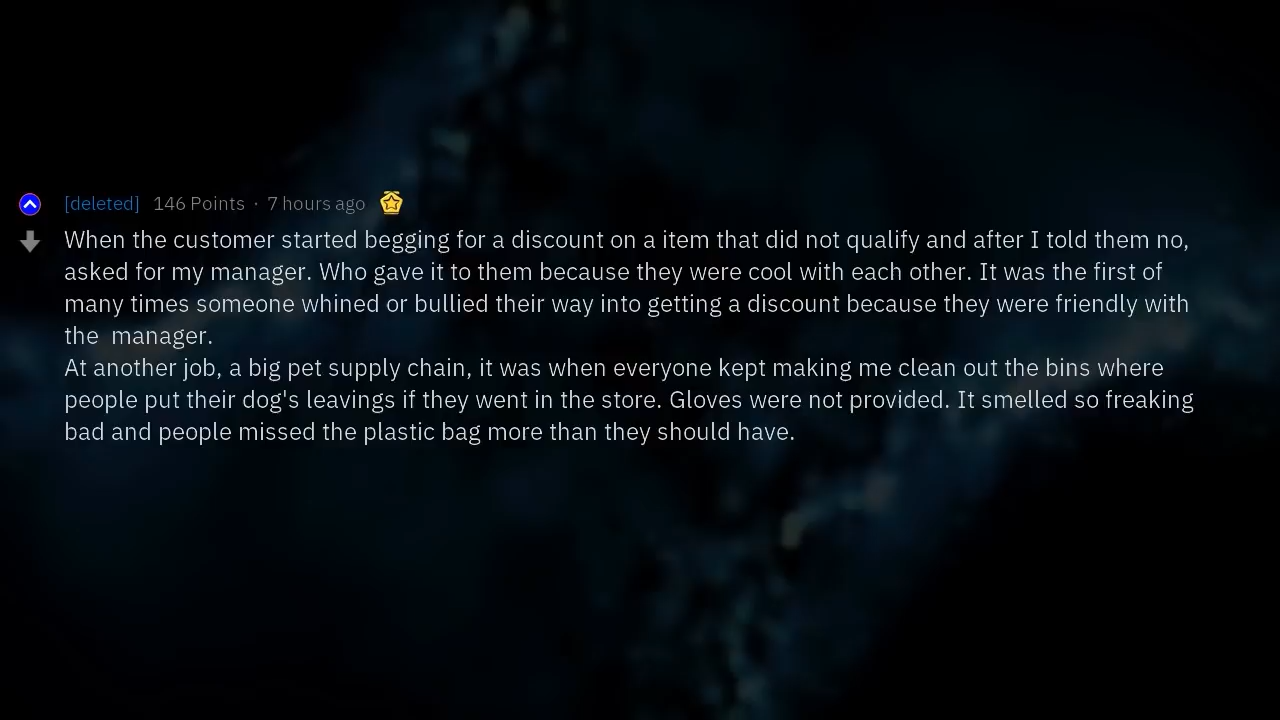 [deleted] 146 Points · 7 hours ago
When the customer started begging for a discount on a item that did not qualify and after I told them no,
asked for my manager. Who gave it to them because they were cool with each other. It was the first of
many times someone whined or bullied their way into getting a discount because they were friendly with
the  manager.
At another job, a big pet supply chain, it was when everyone kept making me clean out the bins where
people put their dog's leavings if they went in the store. Gloves were not provided. It smelled so freaking
bad and people missed the plastic bag more than they should have.